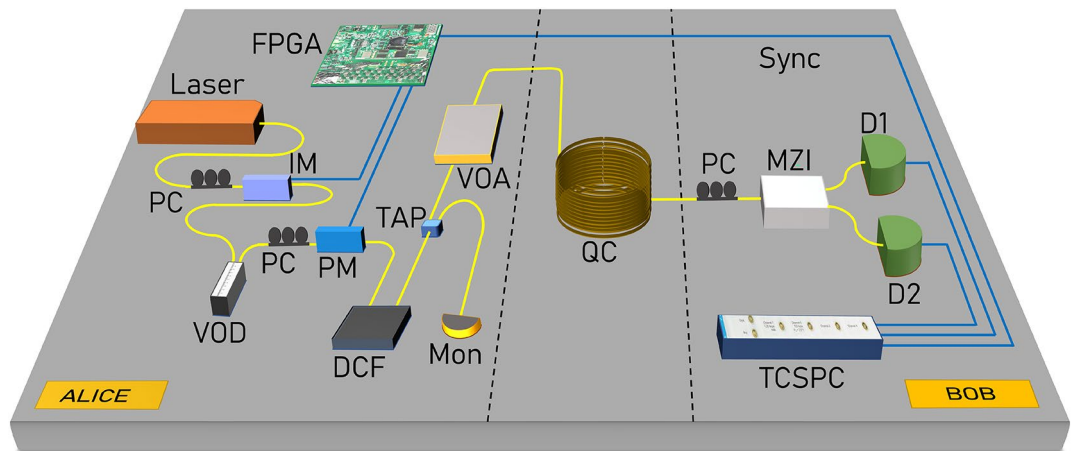 FPGA
Sync
Laser
D1
IM
PC
MZI
PC
VOA
TAP
PC
PM
QC
D2
VOD
DCF
Mon
TCSPC
ALICE
BOB